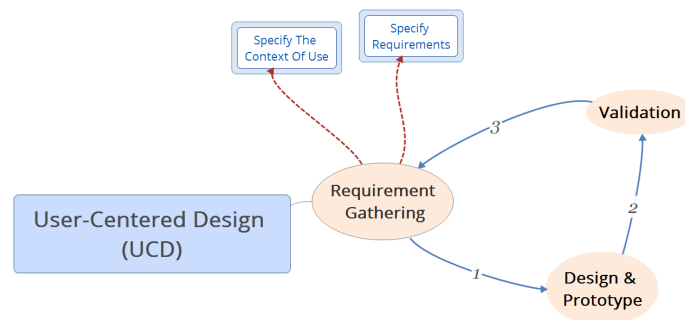 Specify The
Context Of Use
Specify
Requirements
Validation
3
Requirement
Gathering
User-Centered Design
(UCD)
2
1
Design &
Prototype